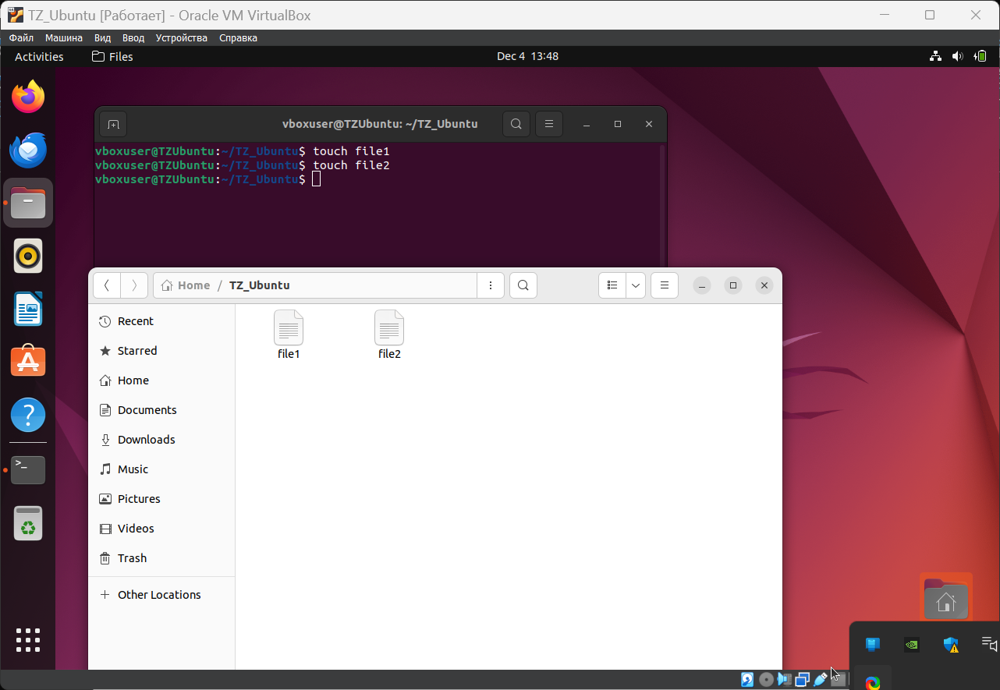 TZ_Ubuntu [Работает] - Oracle VM VirtualBox
Файл Машина Вид Ввод Устройства Справка
Activities Files Dec 4 13:48
vboxuser@TZUbuntu: ~/TZ_Ubuntu
vboxuser@TZUbuntu:~/TZ_Ubuntu$ touch file1
vboxuser@TZUbuntu:~/TZ_Ubuntu$ touch file2
vboxuser@TZUbuntu:~/TZ_Ubuntu$
Home / TZ_Ubuntu
Recent
Starred
Home
Documents
Downloads
Music
Pictures
Videos
Trash
Other Locations
file1 file2